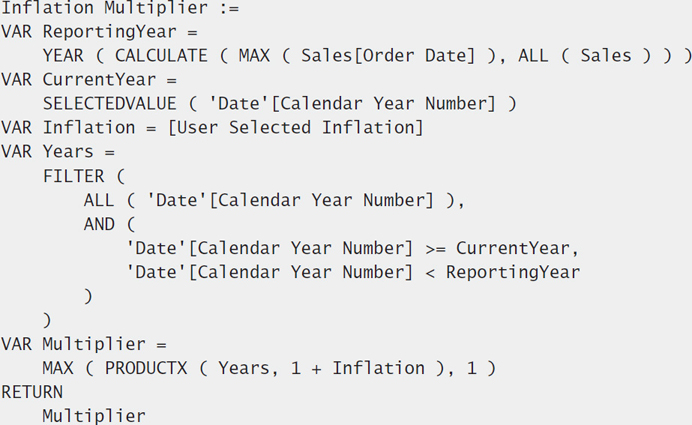 Inflation Multiplier :=
VAR ReportingYear =
    YEAR ( CALCULATE ( MAX ( Sales[Order Date] ), ALL ( Sales ) ) )
VAR CurrentYear =
    SELECTEDVALUE ( 'Date'[Calendar Year Number] )
VAR Inflation = [User Selected Inflation]
VAR Years =
    FILTER (
        ALL ( 'Date'[Calendar Year Number] ),
        AND (
            'Date'[Calendar Year Number] >= CurrentYear,
            'Date'[Calendar Year Number] < ReportingYear
        )
    )
VAR Multiplier =
    MAX ( PRODUCTX ( Years, 1 + Inflation ), 1 )
RETURN
    Multiplier